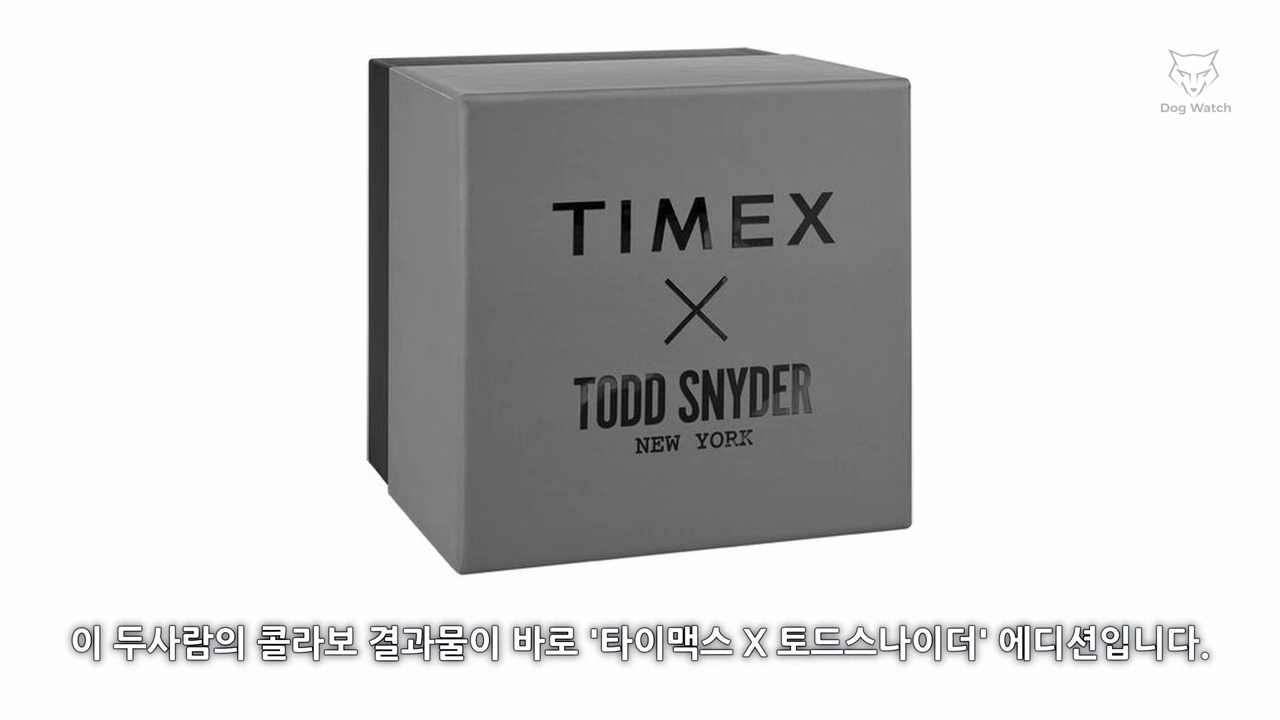 Dog Watch
TIMEX
X
TODD SNYDER
NEW YORK
이 두사람의 콜라보 결과물이 바로 '타이맥스 X 토드스나이더' 에디션입니다.